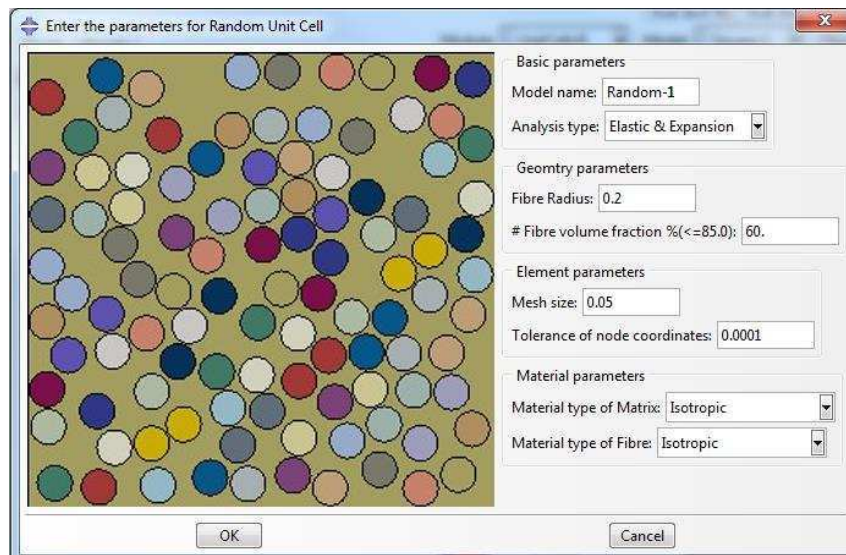 Enter the parameters for Random Unit Cell
Basic parameters
Model name: Random-1
Analysis type: Elastic & Expansion
Geomtry parameters
Fibre Radius: 0.2
# Fibre volume fraction %(<=85.0): 60.
Element parameters
Mesh size: 0.05
Tolerance of node coordinates: 0.0001
Material parameters
Material type of Matrix: Isotropic
Material type of Fibre: Isotropic
OK
Cancel